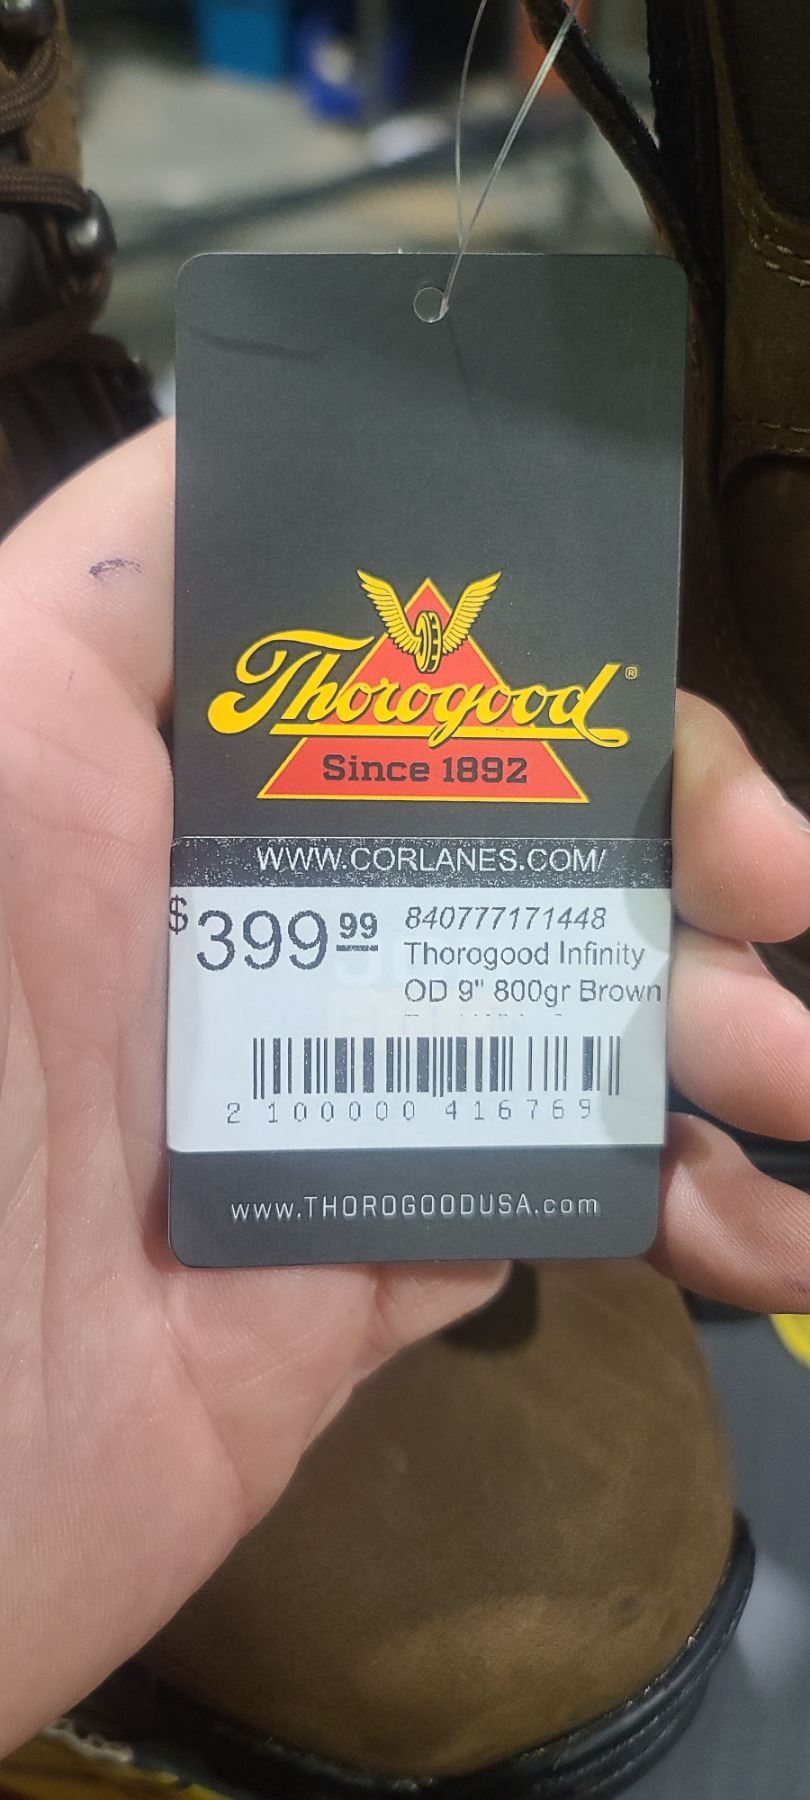 Thorogood®
Since 1892
WWW.CORLANES.COM/
$399.99 840777171448
Thorogood Infinity
OD 9" 800gr Brown
2 100000 416769
www.THOROGOODUSA.com